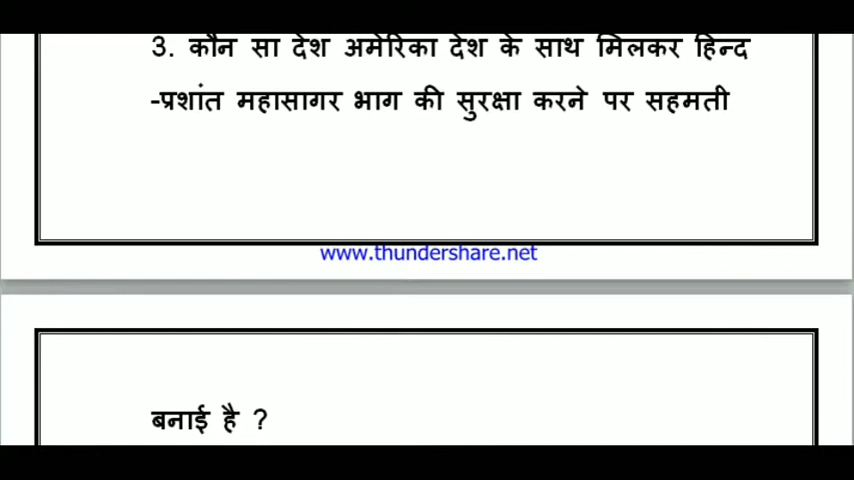 3. कौन सा देश अमेरिका देश के साथ मिलकर हिन्द
-प्रशांत महासागर भाग की सुरक्षा करने पर सहमती
www.thundershare.net
बनाई है ?